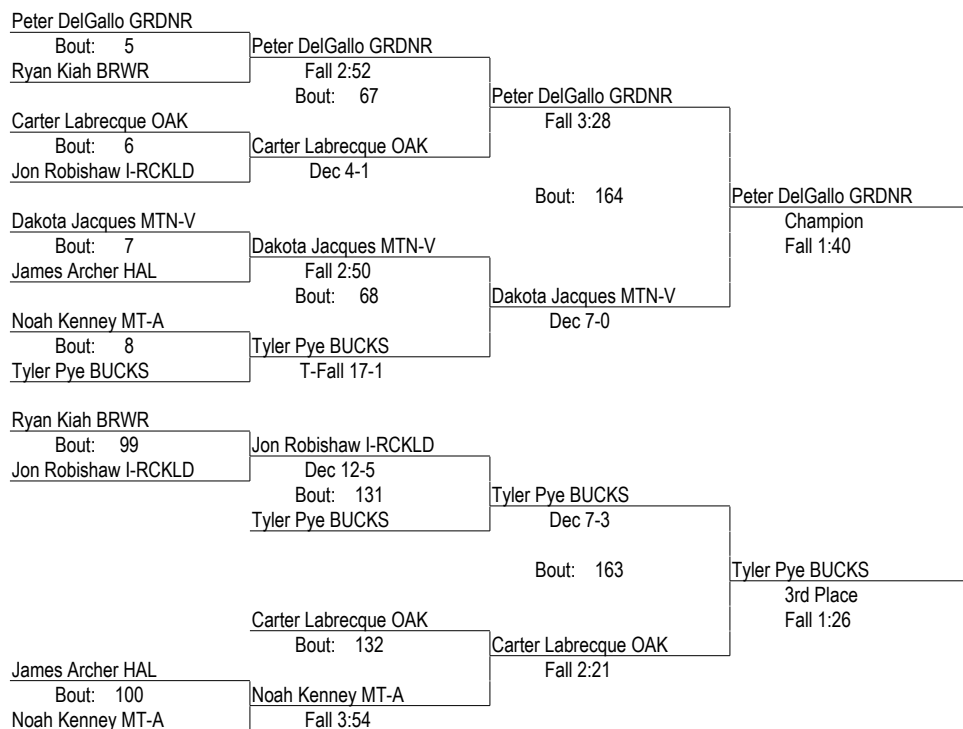 Peter DelGallo GRDNR
Bout: 5
Peter DelGallo GRDNR
Ryan Kiah BRWR
Fall 2:52
Bout: 67
Peter DelGallo GRDNR
Carter Labrecque OAK
Fall 3:28
Bout: 6
Carter Labrecque OAK
Jon Robishaw I-RCKLD
Dec 4-1
Bout: 164
Peter DelGallo GRDNR
Dakota Jacques MTN-V
Champion
Bout: 7
Dakota Jacques MTN-V
Fall 1:40
James Archer HAL
Fall 2:50
Bout: 68
Dakota Jacques MTN-V
Noah Kenney MT-A
Dec 7-0
Bout: 8
Tyler Pye BUCKS
Tyler Pye BUCKS
T-Fall 17-1
Ryan Kiah BRWR
Bout: 99
Jon Robishaw I-RCKLD
Jon Robishaw I-RCKLD
Dec 12-5
Bout: 131
Tyler Pye BUCKS
Tyler Pye BUCKS
Dec 7-3
Bout: 163
Tyler Pye BUCKS
3rd Place
Carter Labrecque OAK
Fall 1:26
Bout: 132
Carter Labrecque OAK
James Archer HAL
Fall 2:21
Bout: 100
Noah Kenney MT-A
Noah Kenney MT-A
Fall 3:54